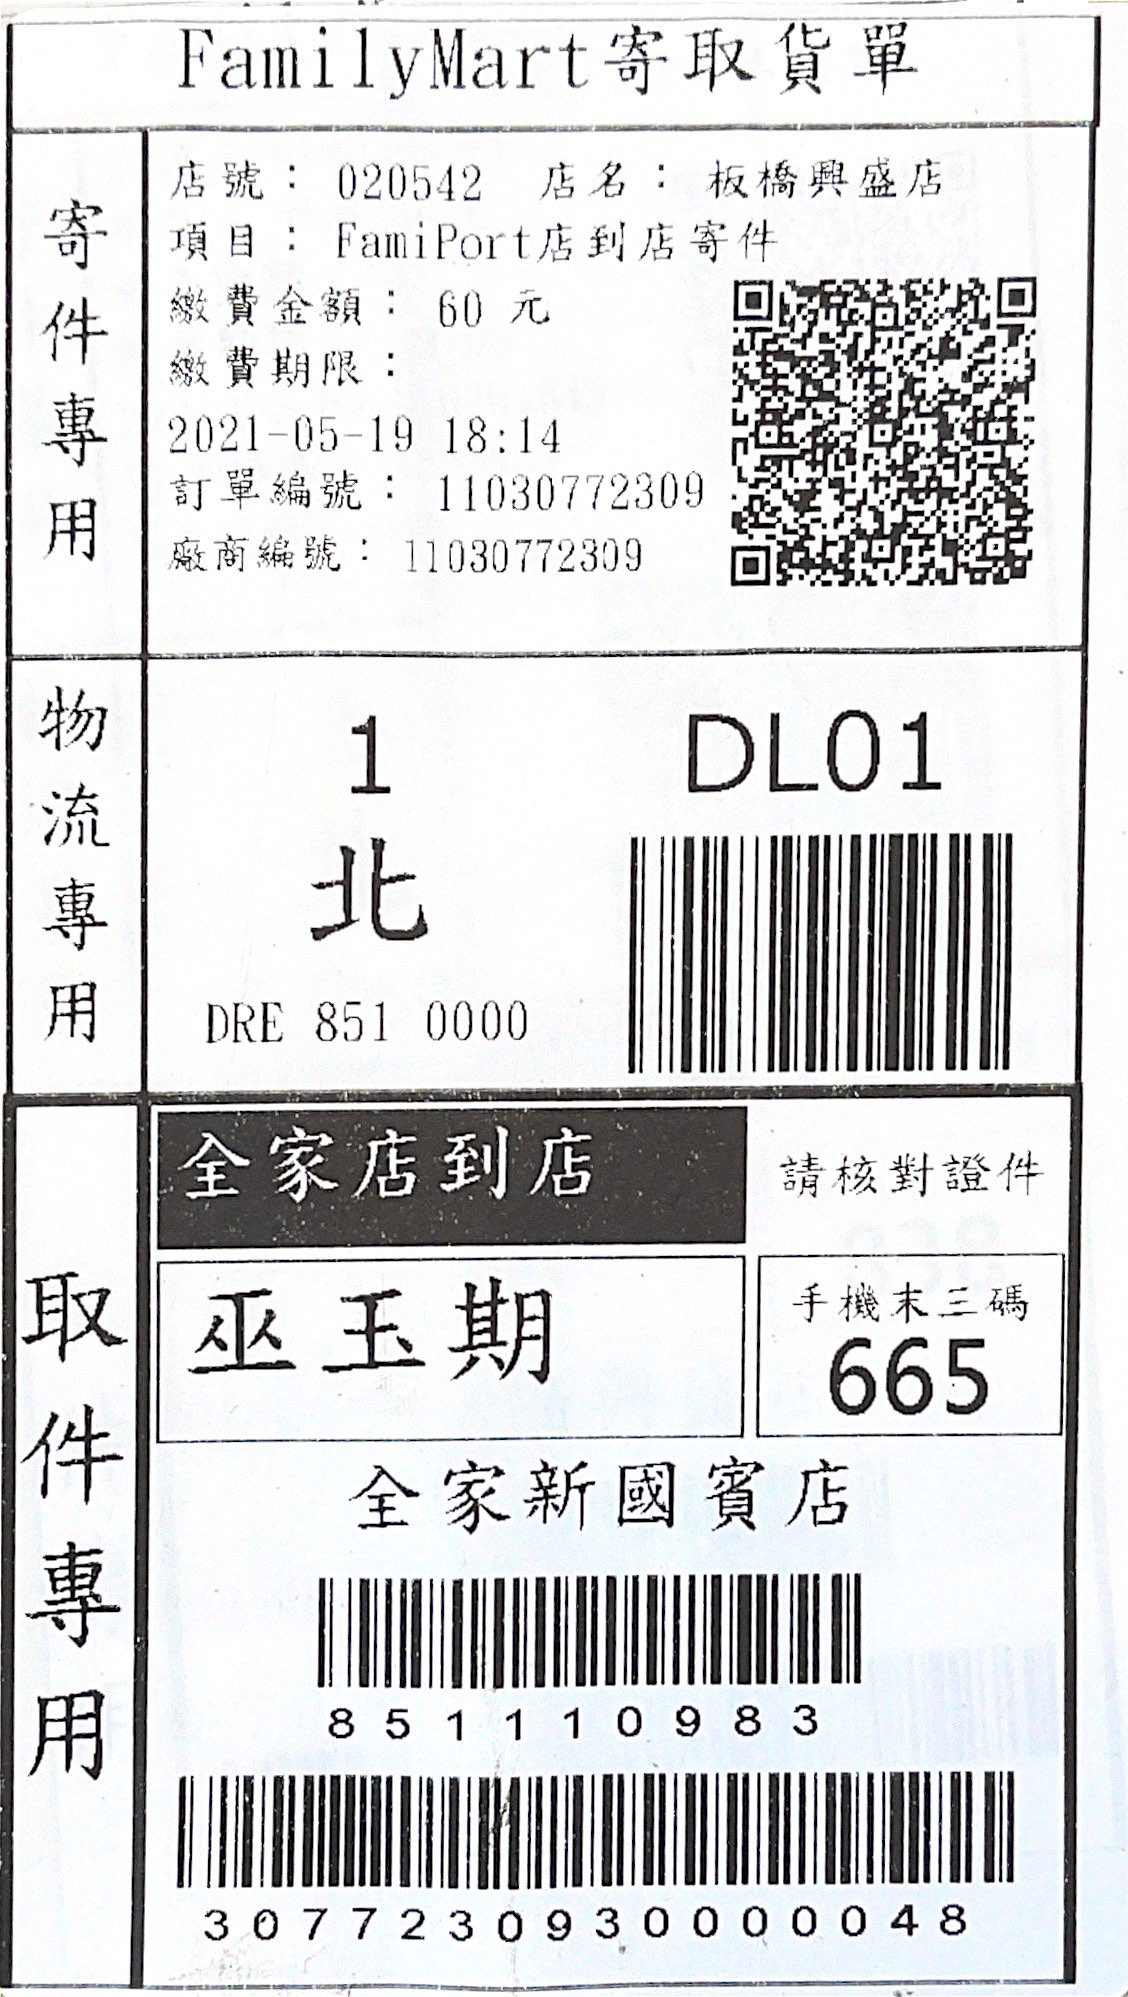 FamilyMart寄取貨單
寄件專用
店號： 020542 店名： 板橋興盛店
項目： FamiPort店到店寄件
繳費金額： 60 元
繳費期限：
2021-05-19 18:14
訂單編號： 11030772309
廠商編號： 11030772309
物流專用
1
北
DRE 851 0000
DL01
取件專用
全家店到店
請核對證件
巫玉期
手機末三碼
665
全家新國賓店
851110983
3077230930000048